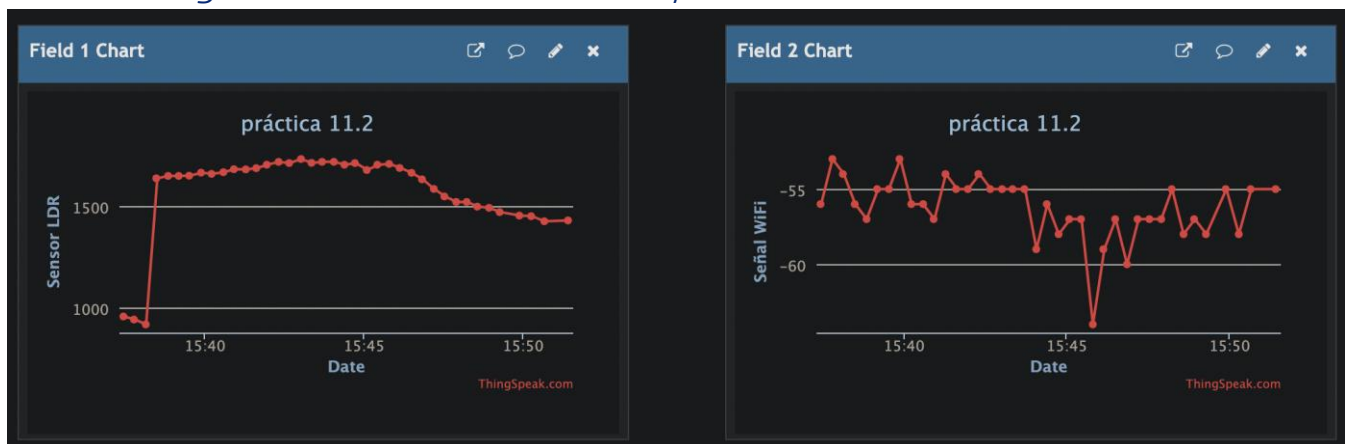 Field 1 Chart
práctica 11.2
Sensor LDR
1500
1000
15:40
15:45
15:50
Date
ThingSpeak.com
Field 2 Chart
práctica 11.2
Señal WiFi
-55
-60
15:40
15:45
15:50
Date
ThingSpeak.com